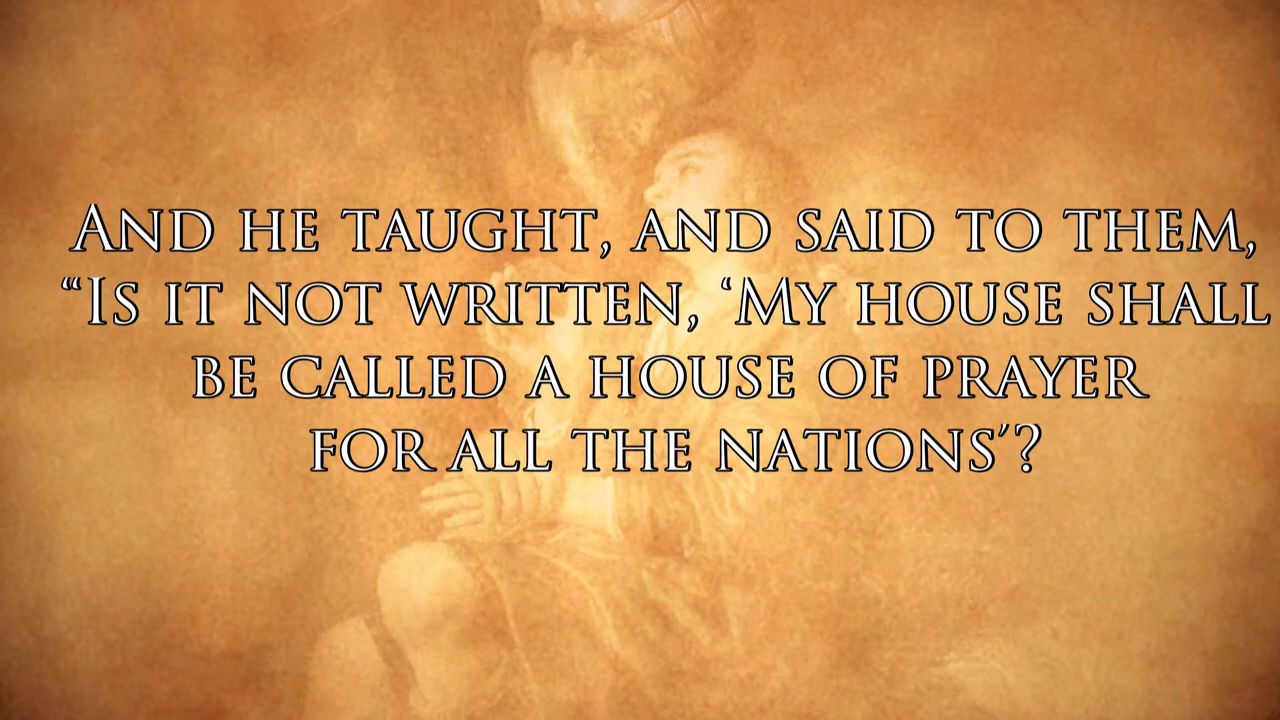 And he taught, and said to them,
“Is it not written, ‘My house shall
be called a house of prayer
for all the nations’?